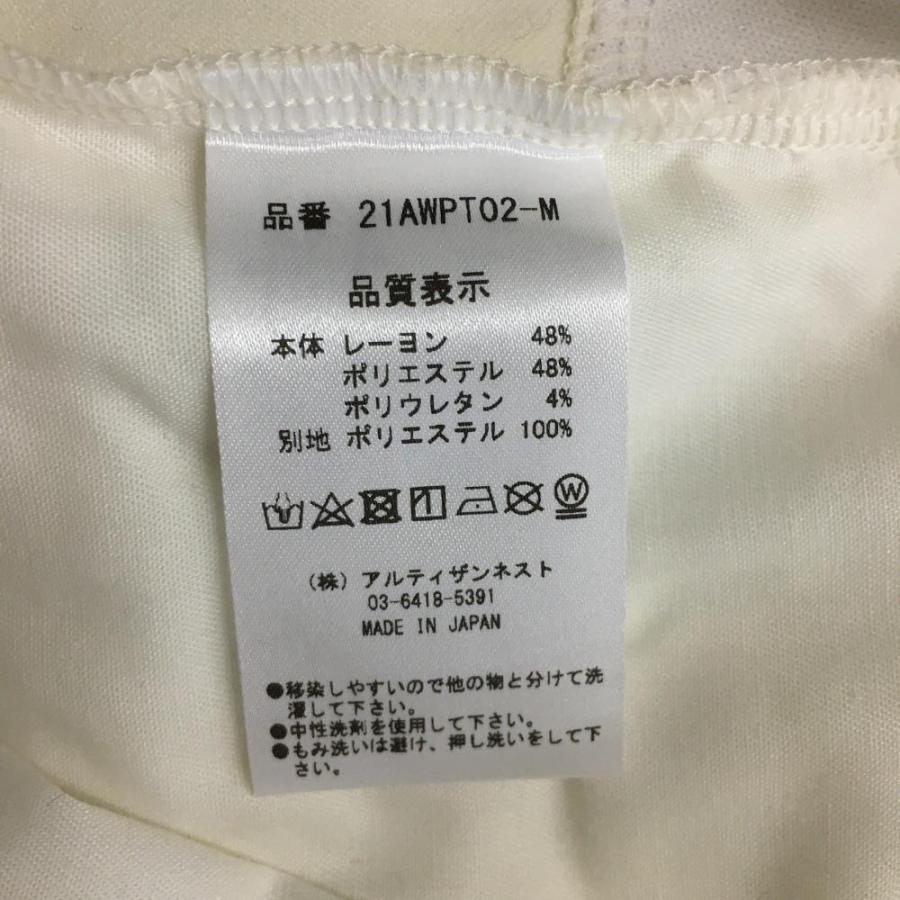 品番 21AWPT02-M
品質表示
本体 レーヨン 48%
ポリエステル 48%
ポリウレタン 4%
別地 ポリエステル 100%
W
(株) アルティザンネスト
03-6418-5391
MADE IN JAPAN
●移染しやすいので他の物と分けて洗
濯して下さい。
●中性洗剤を使用して下さい。
●もみ洗いは避け、押し洗いをして下
さい。